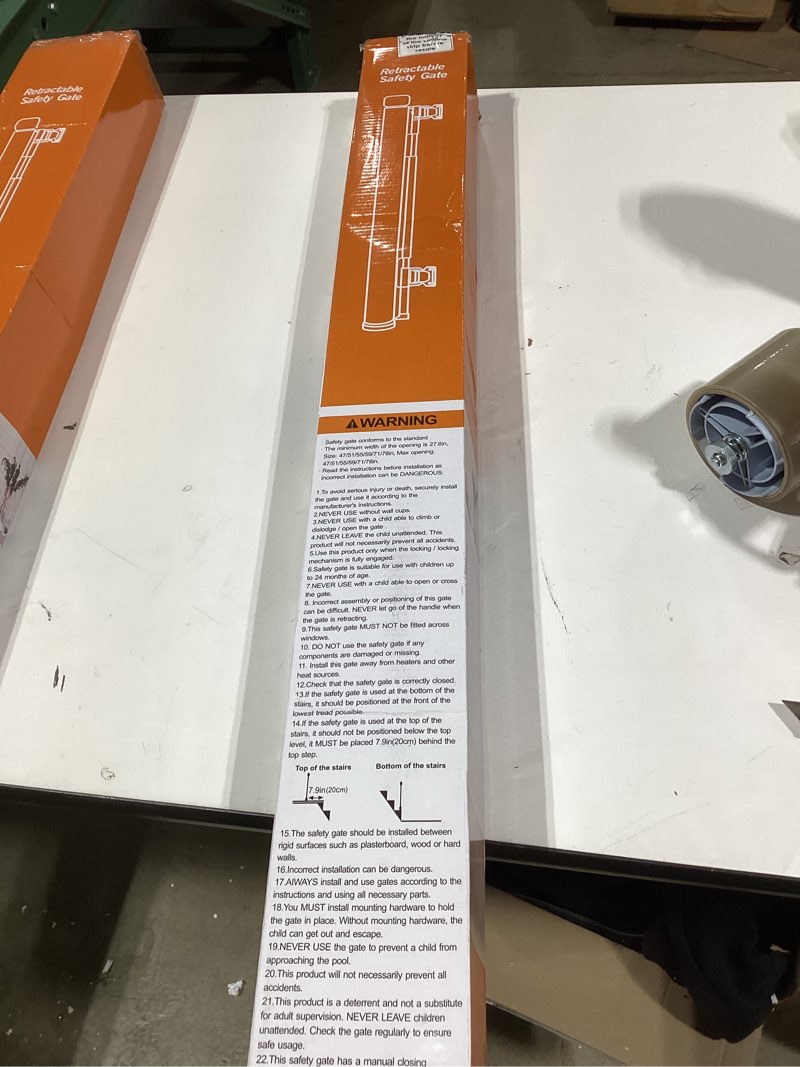 Retractable
Safety Gate
Retractable
Safety Gate
WARNING
Safety gate conforms to the standard
The minimum width of the opening is 27.6in,
Size: 47/51/55/59/71/78in, Max opening:
47/51/55/59/71/78in.
Read the instructions before installation as
incorrect installation can be DANGEROUS.
1.To avoid serious injury or death, securely install
the gate and use it according to the
manufacturer's instructions.
2.NEVER USE without wall cups.
3.NEVER USE with a child able to climb or
dislodge / open the gate .
4.NEVER LEAVE the child unattended. This
product will not necessarily prevent all accidents.
5.Use this product only when the locking / locking
mechanism is fully engaged.
6.Safety gate is suitable for use with children up
to 24 months of age.
7.NEVER USE with a child able to open or cross
the gate.
8. Incorrect assembly or positioning of this gate
can be difficult. NEVER let go of the handle when
the gate is retracting.
9.This safety gate MUST NOT be fitted across
windows.
10. DO NOT use the safety gate if any
components are damaged or missing.
11. Install this gate away from heaters and other
heat sources.
12.Check that the safety gate is correctly closed.
13.If the safety gate is used at the bottom of the
stairs, it should be positioned at the front of the
lowest tread possible.
14.If the safety gate is used at the top of the
stairs, it should not be positioned below the top
level, it MUST be placed 7.9in(20cm) behind the
top step.
Top of the stairs Bottom of the stairs
7.9in(20cm)
15.The safety gate should be installed between
rigid surfaces such as plasterboard, wood or hard
walls.
16.Incorrect installation can be dangerous.
17.AlWAYS install and use gates according to the
instructions and using all necessary parts.
18.You MUST install mounting hardware to hold
the gate in place. Without mounting hardware, the
child can get out and escape.
19.NEVER USE the gate to prevent a child from
approaching the pool.
20.This product will not necessarily prevent all
accidents.
21.This product is a deterrent and not a substitute
for adult supervision. NEVER LEAVE children
unattended. Check the gate regularly to ensure
safe usage.
22.This safety gate has a manual closing